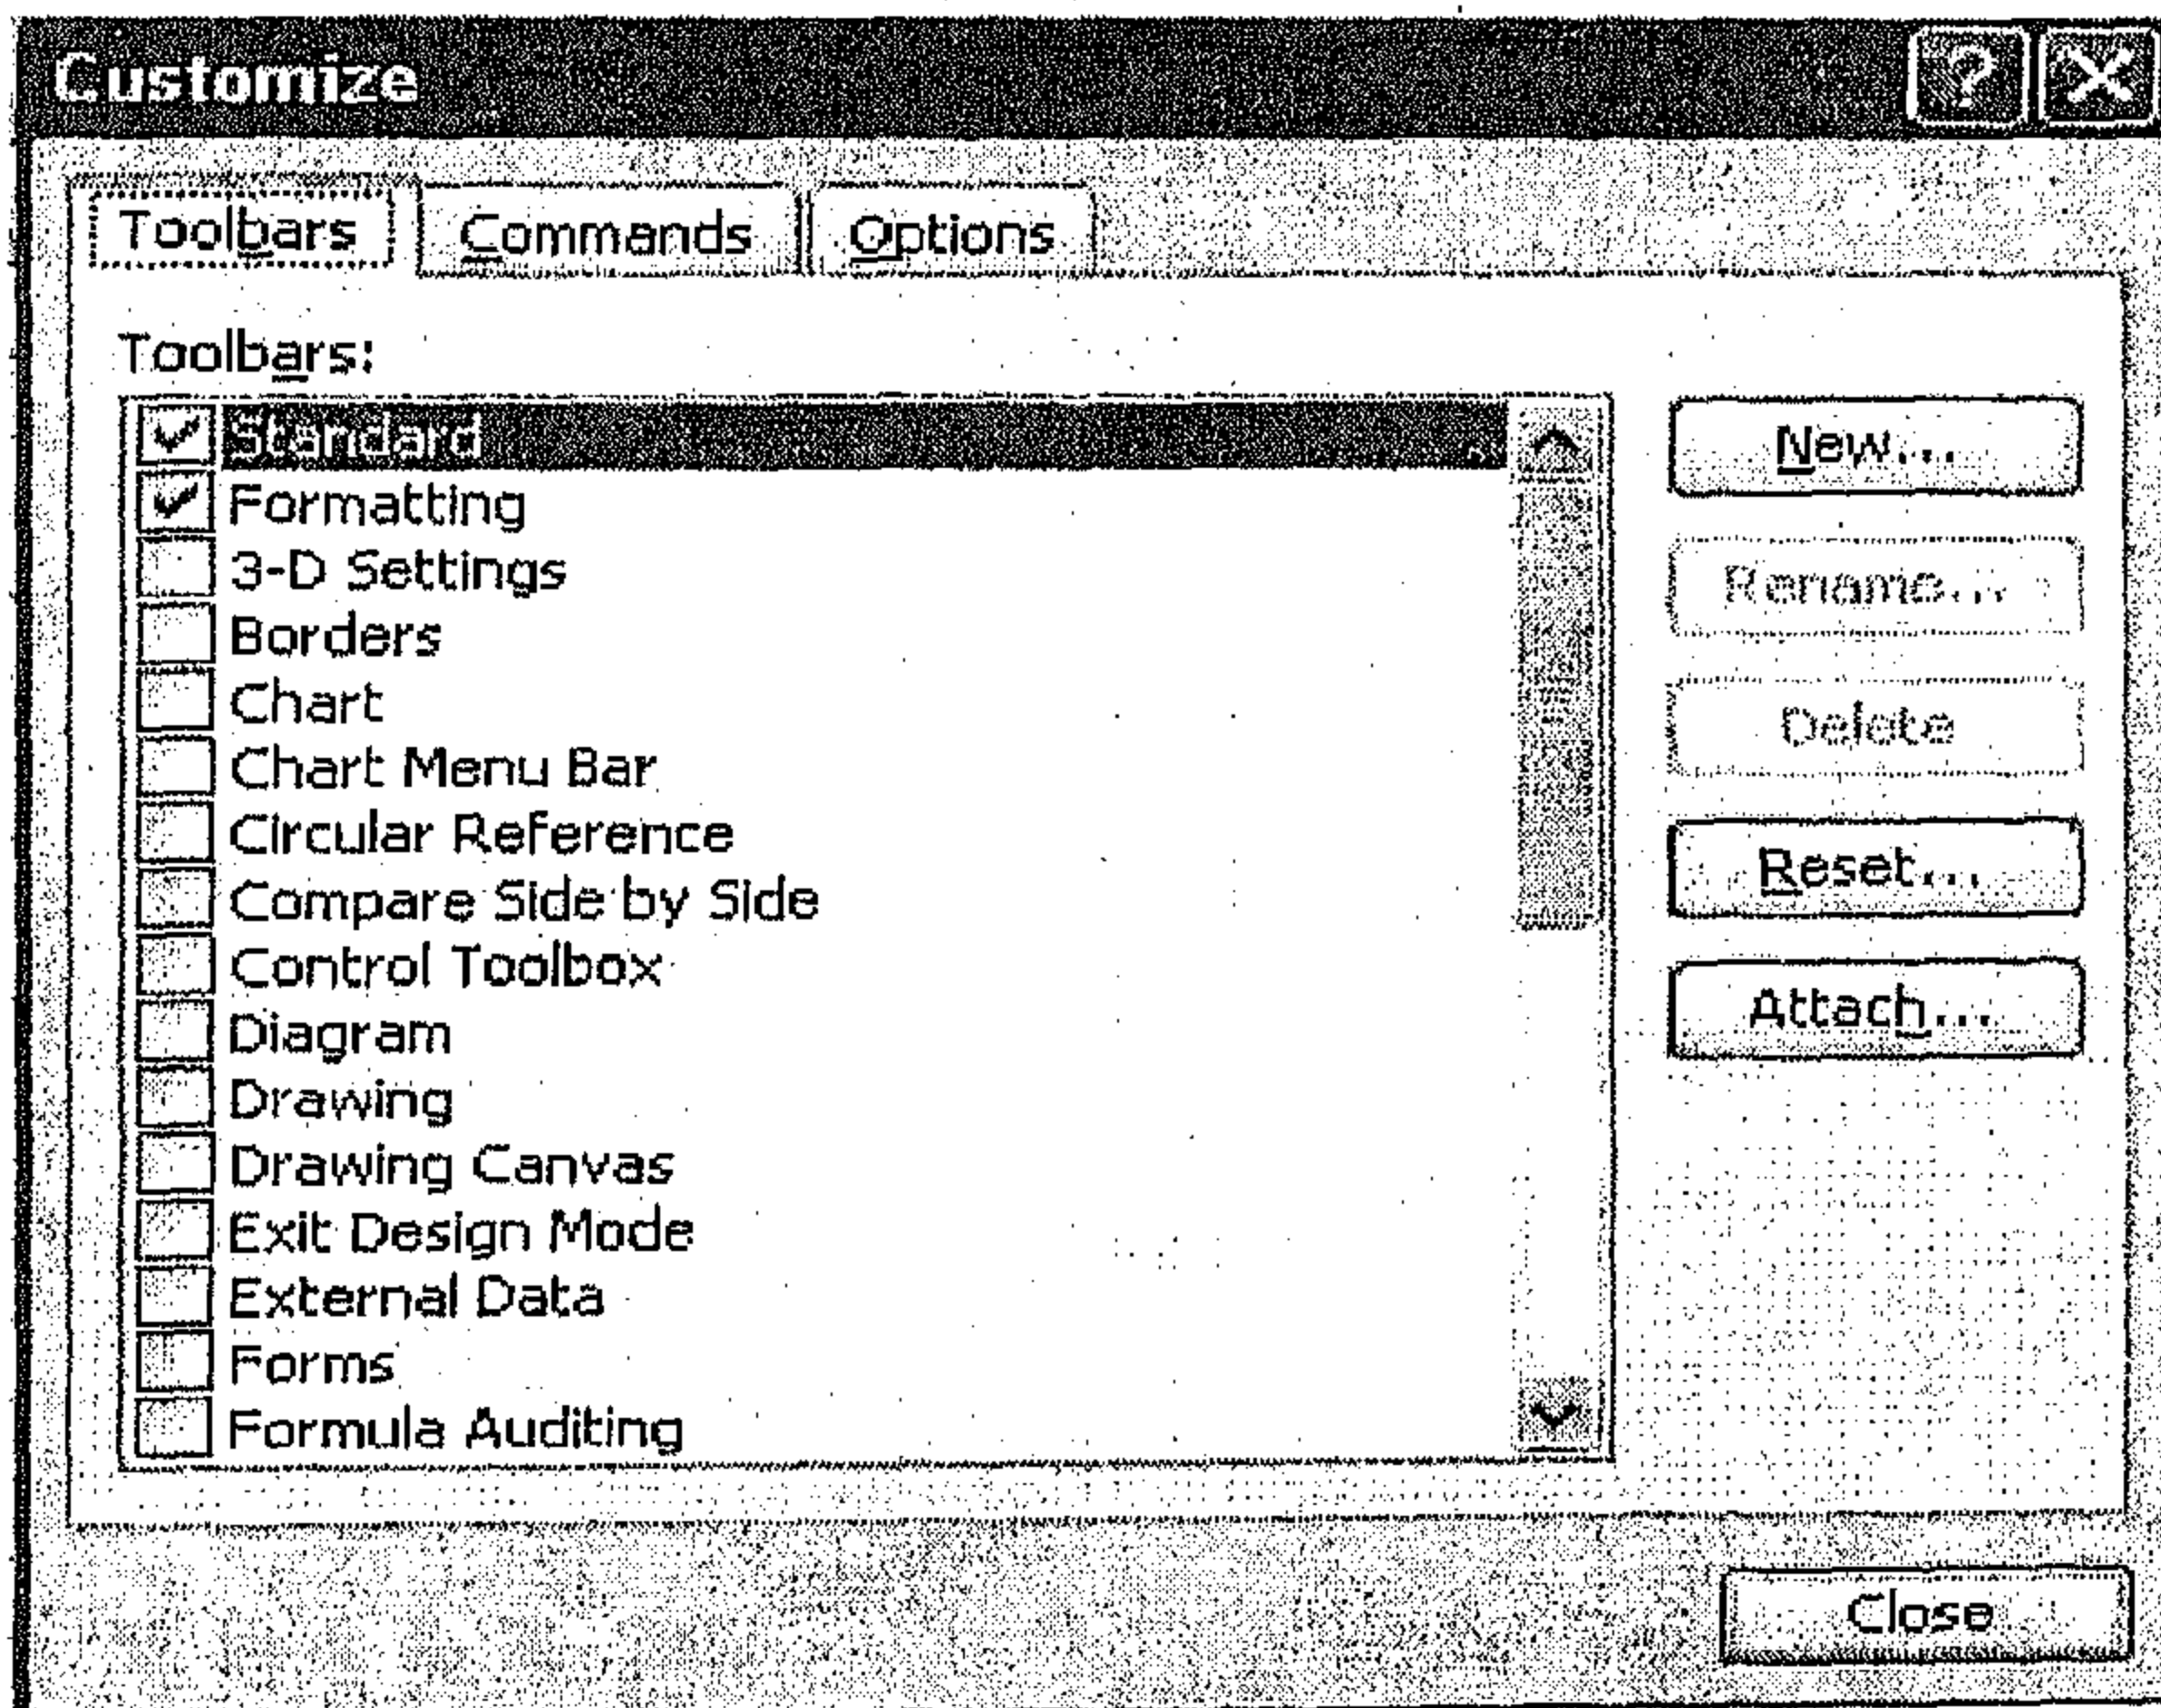 Customize
Toolbars Commands Options
Toolbars:
Standard
Formatting
3-D Settings
Borders
Chart
Chart Menu Bar
Circular Reference
Compare Side by Side
Control Toolbox
Diagram
Drawing
Drawing Canvas
Exit Design Mode
External Data
Forms
Formula Auditing
New...
Rename...
Delete
Reset...
Attach...
Close